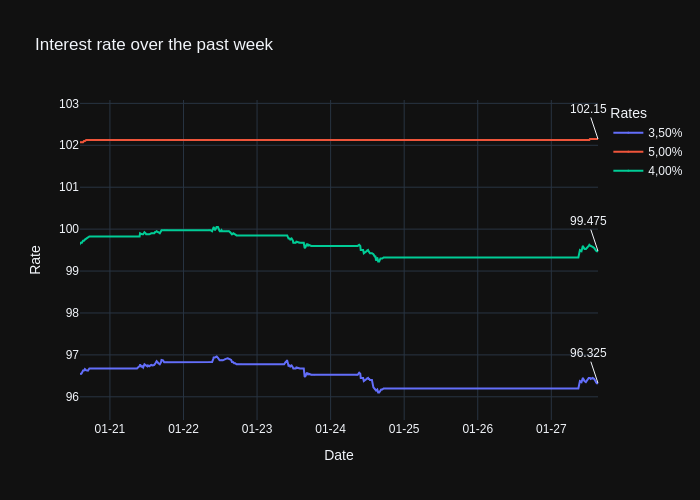 Interest rate over the past week
103
102
101
100
99
98
97
96
Rate
01-21 01-22 01-23 01-24 01-25 01-26 01-27
Date
102.15
99.475
96.325
Rates
3,50%
5,00%
4,00%